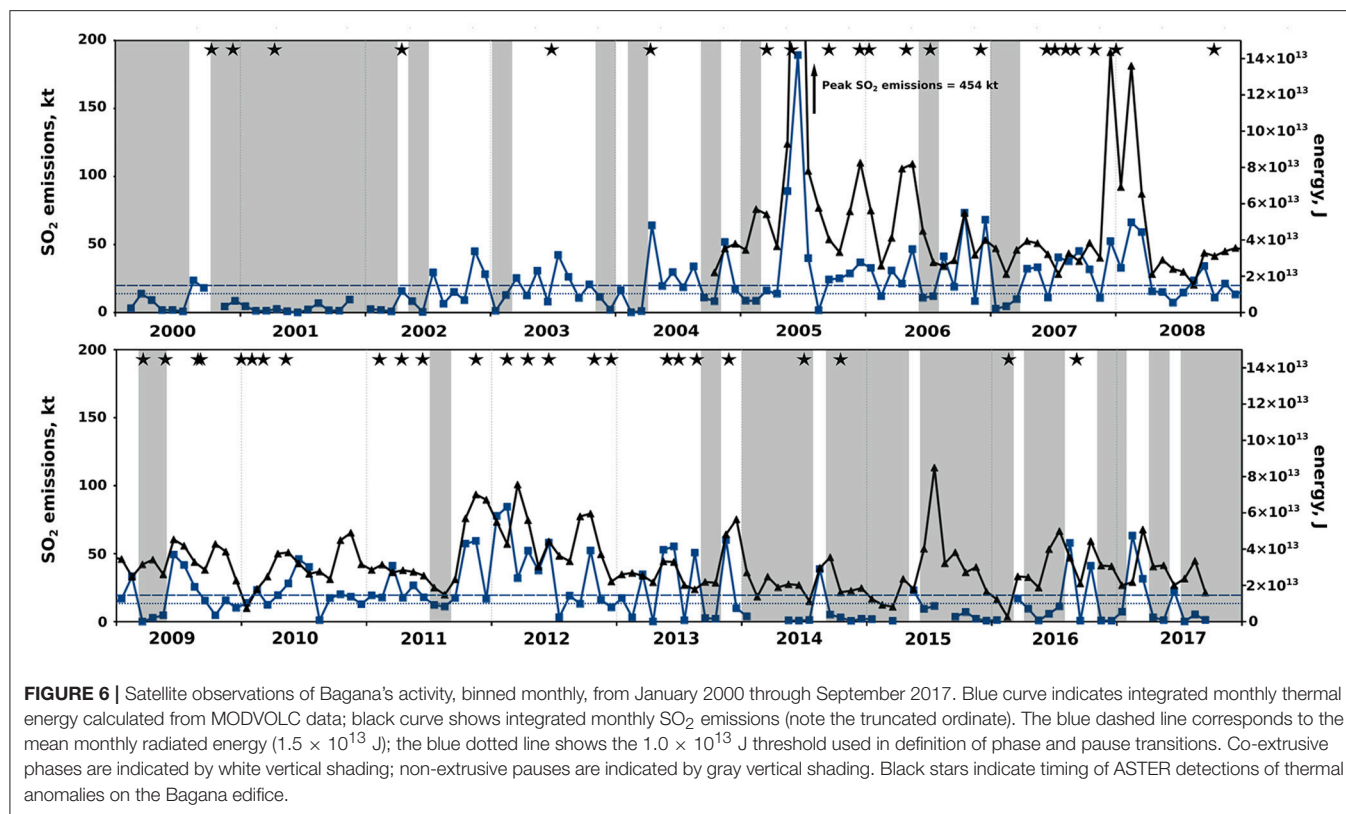 200
150
100
50
0
SO2 emissions, kt
Peak SO2 emissions = 454 kt
14×10^13
12×10^13
10×10^13
8×10^13
6×10^13
4×10^13
2×10^13
0
energy, J
2000 2001 2002 2003 2004 2005 2006 2007 2008
200
150
100
50
0
SO2 emissions, kt
14×10^13
12×10^13
10×10^13
8×10^13
6×10^13
4×10^13
2×10^13
0
energy, J
2009 2010 2011 2012 2013 2014 2015 2016 2017
FIGURE 6 | Satellite observations of Bagana's activity, binned monthly, from January 2000 through September 2017. Blue curve indicates integrated monthly thermal
energy calculated from MODVOLC data; black curve shows integrated monthly SO2 emissions (note the truncated ordinate). The blue dashed line corresponds to the
mean monthly radiated energy (1.5 × 10^13 J); the blue dotted line shows the 1.0 × 10^13 J threshold used in definition of phase and pause transitions. Co-extrusive
phases are indicated by white vertical shading; non-extrusive pauses are indicated by gray vertical shading. Black stars indicate timing of ASTER detections of thermal
anomalies on the Bagana edifice.